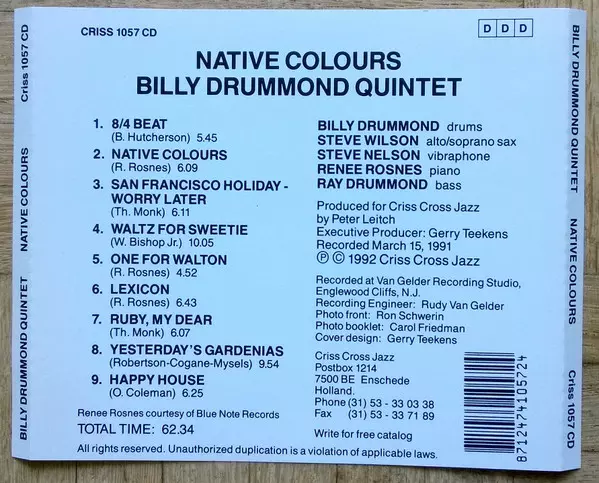 CRISS 1057 CD
D D D
NATIVE COLOURS
BILLY DRUMMOND QUINTET
1. 8/4 BEAT
(B. Hutcherson) 5.45
2. NATIVE COLOURS
(R. Rosnes) 6.09
3. SAN FRANCISCO HOLIDAY -
WORRY LATER
(Th. Monk) 6.11
4. WALTZ FOR SWEETIE
(W. Bishop Jr.) 10.05
5. ONE FOR WALTON
(R. Rosnes) 4.52
6. LEXICON
(R. Rosnes) 6.43
7. RUBY, MY DEAR
(Th. Monk) 6.07
8. YESTERDAY'S GARDENIAS
(Robertson-Cogane-Mysels) 9.54
9. HAPPY HOUSE
(O. Coleman) 6.25
Renee Rosnes courtesy of Blue Note Records
TOTAL TIME: 62.34
BILLY DRUMMOND drums
STEVE WILSON alto/soprano sax
STEVE NELSON vibraphone
RENEE ROSNES piano
RAY DRUMMOND bass
Produced for Criss Cross Jazz
by Peter Leitch
Executive Producer: Gerry Teekens
Recorded March 15, 1991
℗ © 1992 Criss Cross Jazz
Recorded at Van Gelder Recording Studio,
Englewood Cliffs, N.J.
Recording Engineer: Rudy Van Gelder
Photo front: Ron Schwerin
Photo booklet: Carol Friedman
Cover design: Gerry Teekens
Criss Cross Jazz
Postbox 1214
7500 BE Enschede
Holland.
Phone (31) 53 - 33 03 38
Fax (31) 53 - 33 71 89
Write for free catalog
8712474105724
All rights reserved. Unauthorized duplication is a violation of applicable laws.
BILLY DRUMMOND QUINTET NATIVE COLOURS Criss 1057 CD
BILLY DRUMMOND QUINTET NATIVE COLOURS Criss 1057 CD